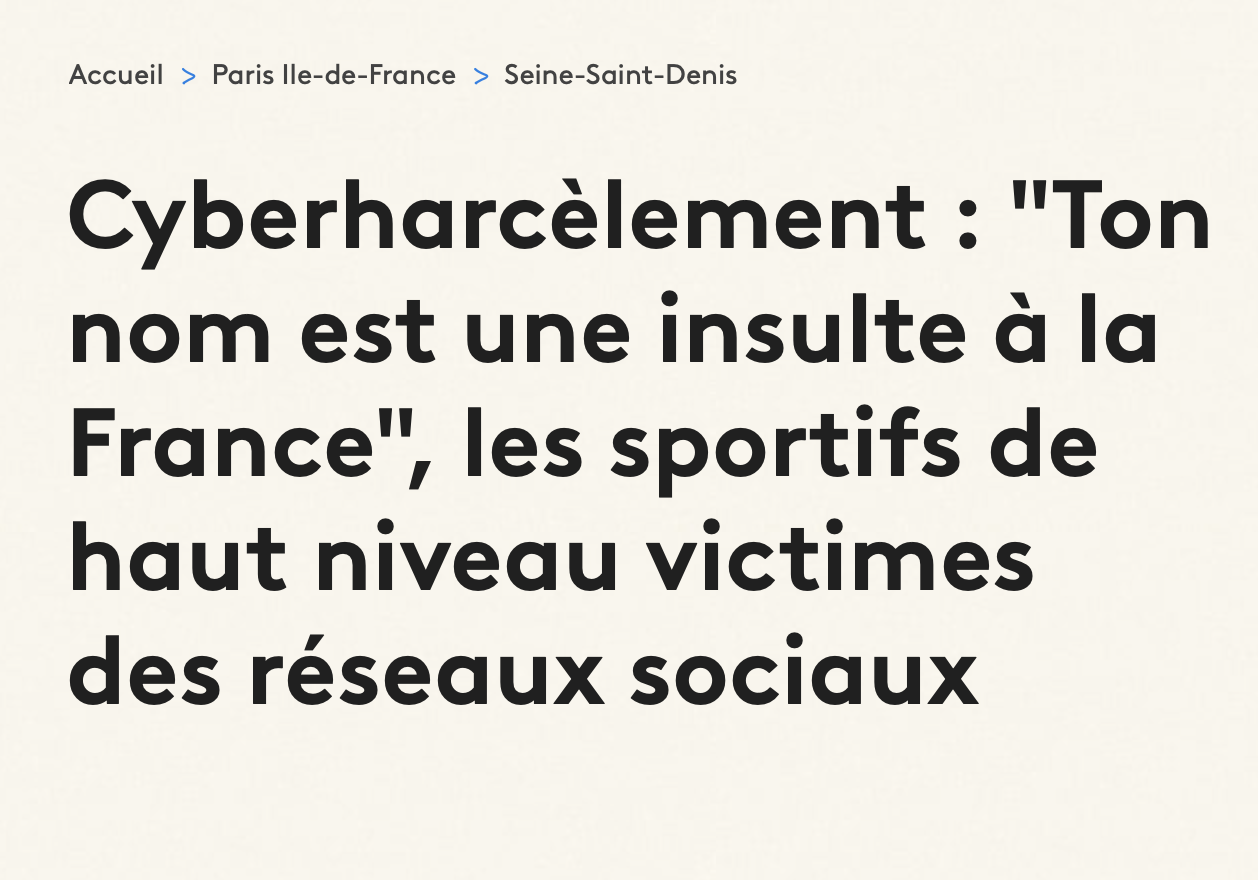 Accueil > Paris Ile-de-France > Seine-Saint-Denis
Cyberharcèlement : "Ton
nom est une insulte à la
France", les sportifs de
haut niveau victimes
des réseaux sociaux